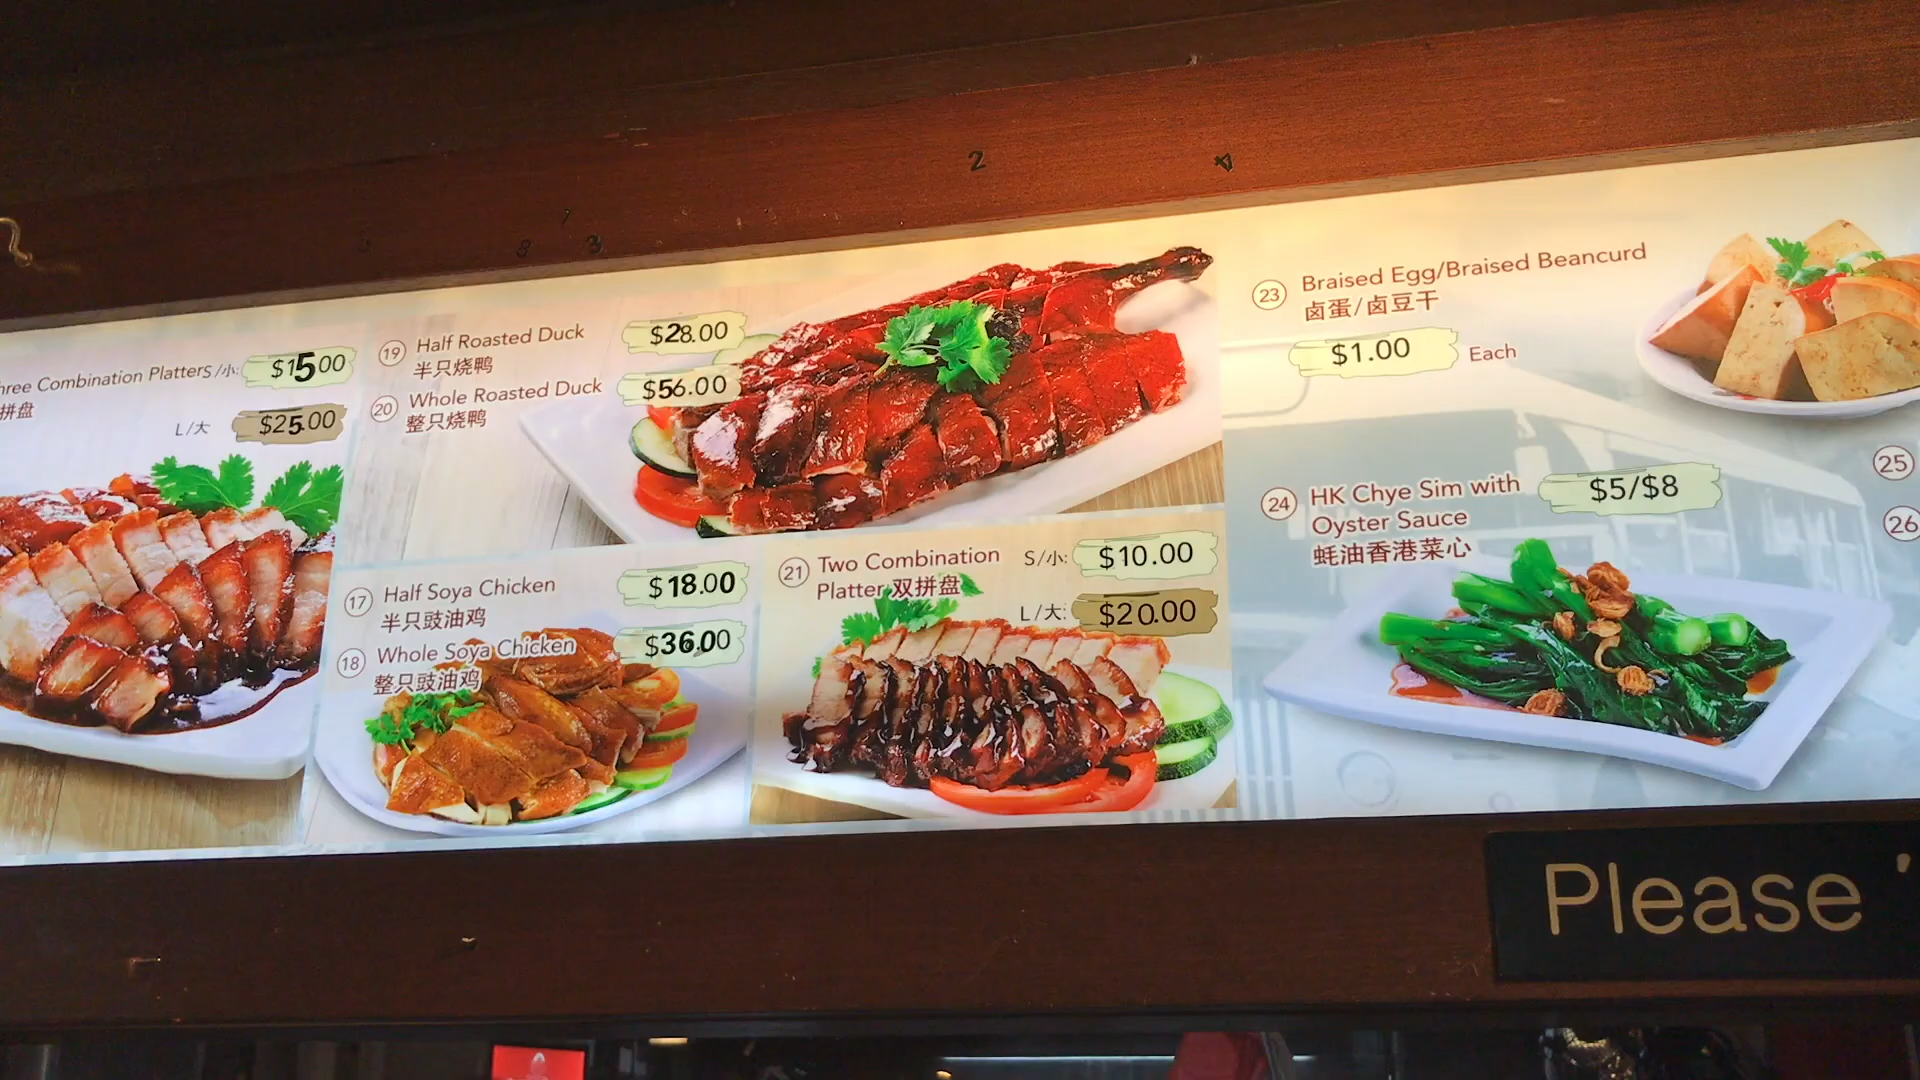 Three Combination Platters /小: $15.00
拼盘
L/大 $25.00
19 Half Roasted Duck $28.00
半只烧鸭
20 Whole Roasted Duck $56.00
整只烧鸭
17 Half Soya Chicken $18.00
半只豉油鸡
18 Whole Soya Chicken $36.00
整只豉油鸡
21 Two Combination S/小: $10.00
Platter 双拼盘
L/大: $20.00
23 Braised Egg/Braised Beancurd
卤蛋/卤豆干
$1.00 Each
24 HK Chye Sim with $5/$8
Oyster Sauce
蚝油香港菜心
25
26
Please
2
4
8
3